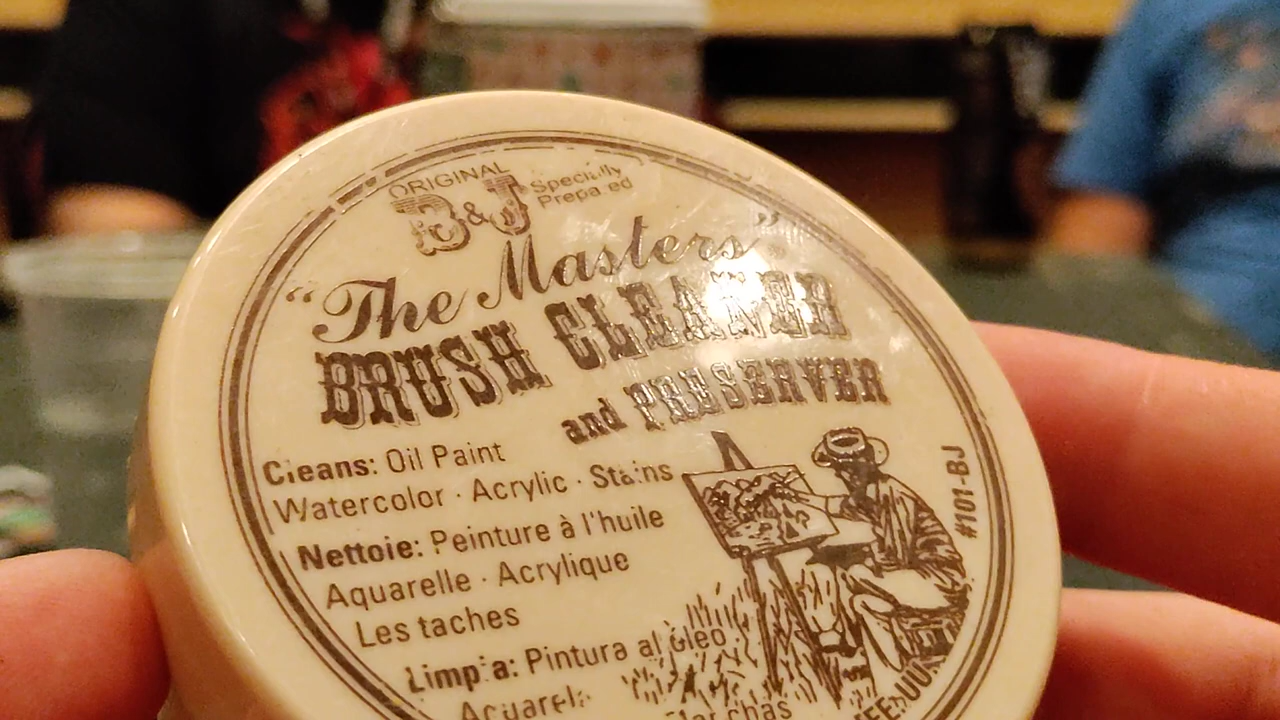 ORIGINAL
B&J Specially
Prepared
"The Masters"
BRUSH CLEANER
and PRESERVER
Cleans: Oil Paint
Watercolor · Acrylic · Stains
Nettoie: Peinture à l'huile
Aquarelle · Acrylique
Les taches
Limpia: Pintura al óleo
#101-BJ